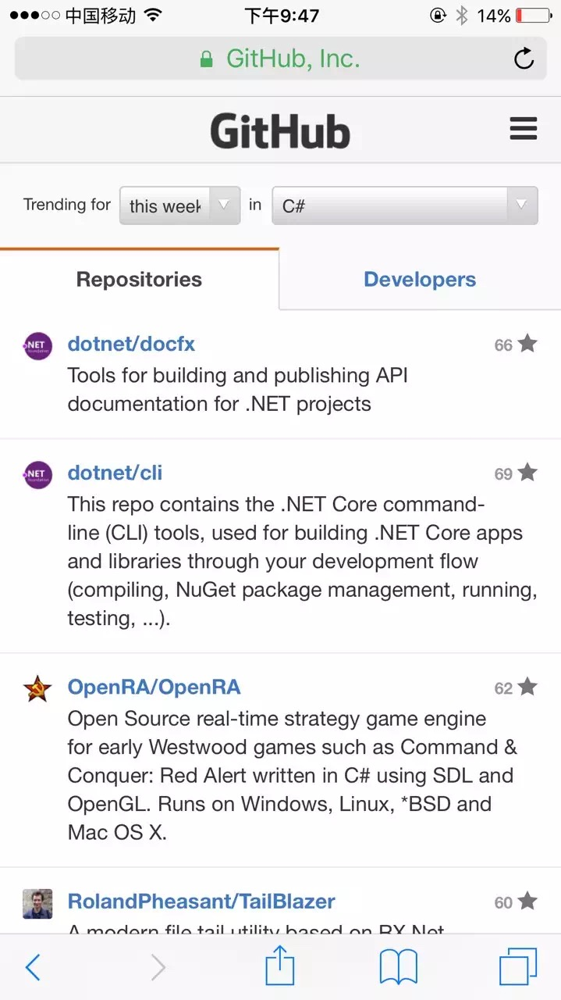 中国移动 下午9:47 14%
GitHub, Inc.
GitHub
Trending for this week in C#
Repositories Developers
.NET dotnet/docfx 66
Tools for building and publishing API
documentation for .NET projects
.NET dotnet/cli 69
This repo contains the .NET Core command-
line (CLI) tools, used for building .NET Core apps
and libraries through your development flow
(compiling, NuGet package management, running,
testing, ...).
OpenRA/OpenRA 62
Open Source real-time strategy game engine
for early Westwood games such as Command &
Conquer: Red Alert written in C# using SDL and
OpenGL. Runs on Windows, Linux, *BSD and
Mac OS X.
RolandPheasant/TailBlazer 60
A modern file tail utility based on RX.Net